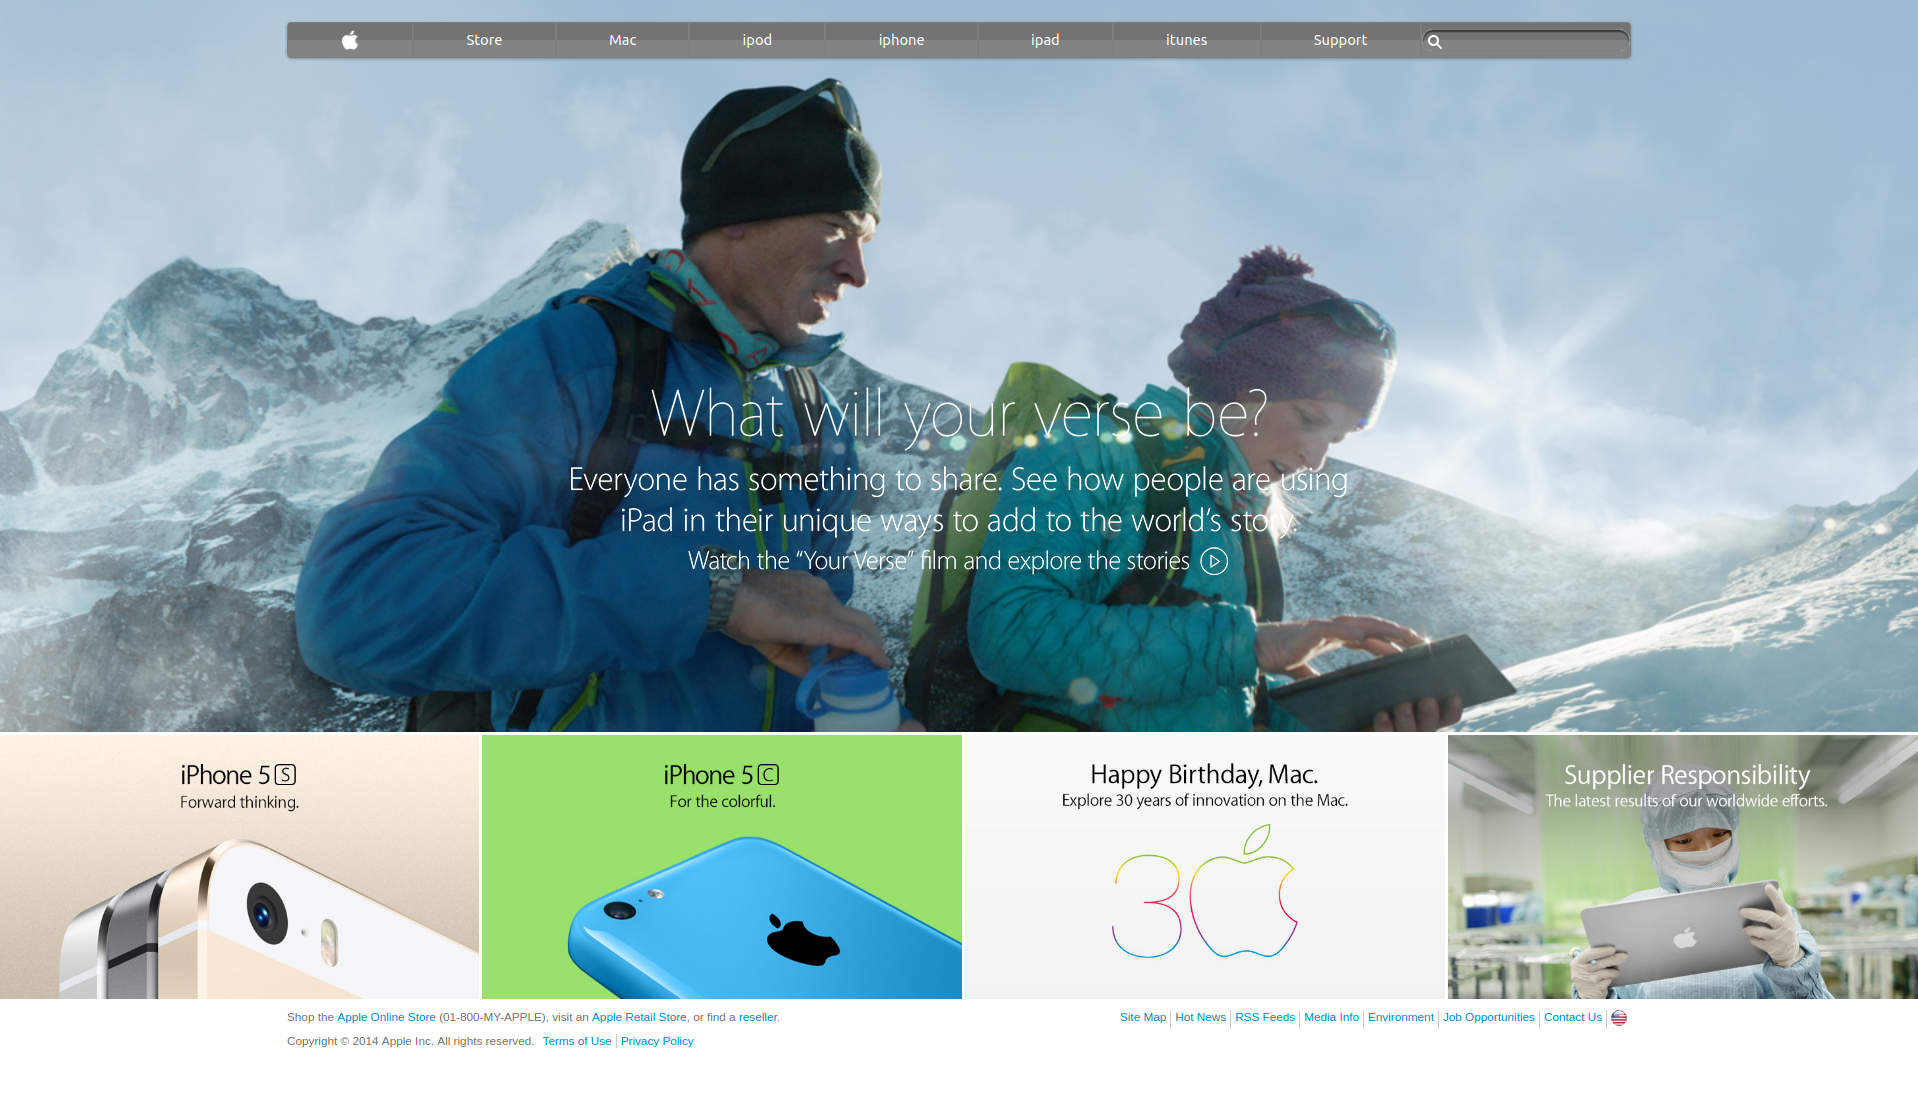 Store Mac ipod iphone ipad itunes Support
What will your verse be?
Everyone has something to share. See how people are using
iPad in their unique ways to add to the world's story.
Watch the “Your Verse” film and explore the stories
iPhone 5S
Forward thinking.
iPhone 5C
For the colorful.
Happy Birthday, Mac.
Explore 30 years of innovation on the Mac.
30
Supplier Responsibility
The latest results of our worldwide efforts.
Shop the Apple Online Store (01-800-MY-APPLE), visit an Apple Retail Store, or find a reseller.
Site Map Hot News RSS Feeds Media Info Environment Job Opportunities Contact Us
Copyright © 2014 Apple Inc. All rights reserved. Terms of Use Privacy Policy